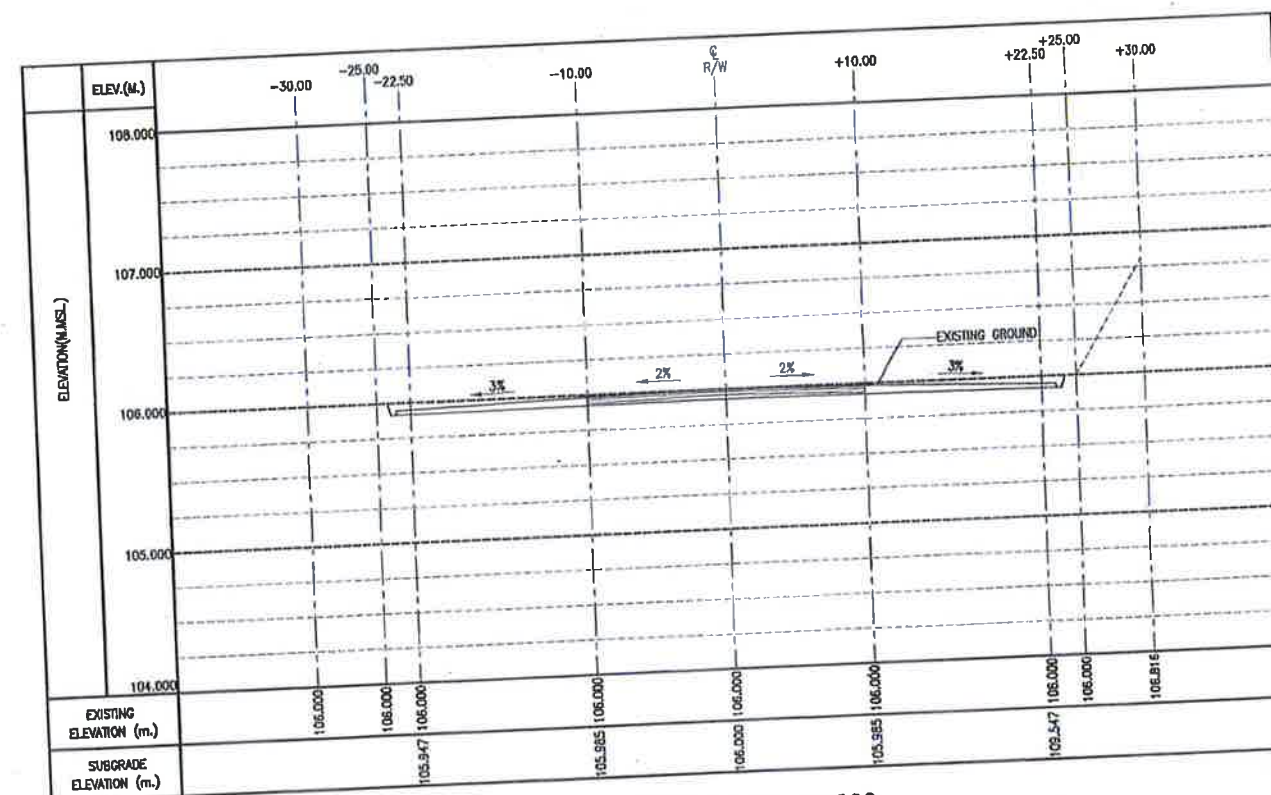 ELEV.(M.)
-30.00 -25.00 -22.50 -10.00 ℄ R/W +10.00 +22.50 +25.00 +30.00
ELEVATION(M.MSL)
108.000
107.000
EXISTING GROUND
3% 2% 2% 3%
106.000
105.000
104.000
EXISTING
ELEVATION (m.)
106.000 106.000 106.000 106.000 106.000 106.000 106.000 106.000 106.816
SUBGRADE
ELEVATION (m.)
105.947 105.985 106.000 105.985 109.547